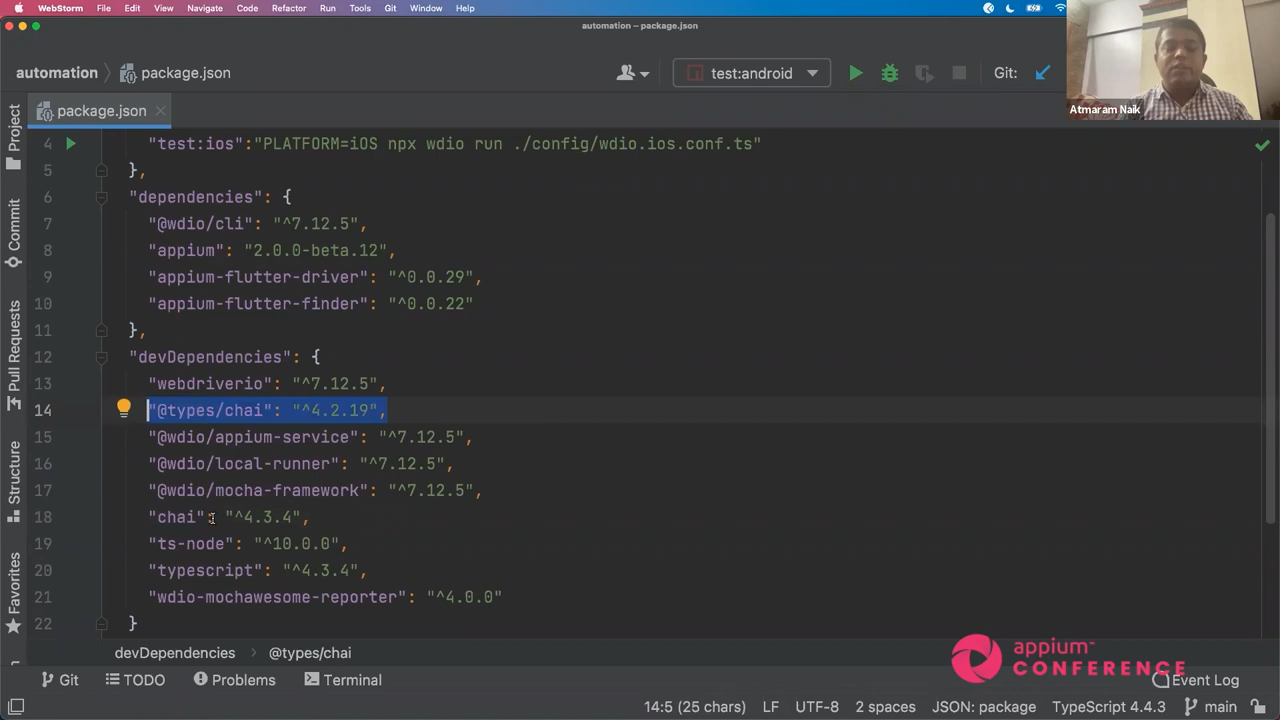 WebStorm File Edit View Navigate Code Refactor Run Tools Git Window Help
automation – package.json
automation package.json test:android Git:
Atmaram Naik
package.json
4 "test:ios":"PLATFORM=iOS npx wdio run ./config/wdio.ios.conf.ts"
5 },
6 "dependencies": {
7 "@wdio/cli": "^7.12.5",
8 "appium": "2.0.0-beta.12",
9 "appium-flutter-driver": "^0.0.29",
10 "appium-flutter-finder": "^0.0.22"
11 },
12 "devDependencies": {
13 "webdriverio": "^7.12.5",
14 "@types/chai": "^4.2.19",
15 "@wdio/appium-service": "^7.12.5",
16 "@wdio/local-runner": "^7.12.5",
17 "@wdio/mocha-framework": "^7.12.5",
18 "chai": "^4.3.4",
19 "ts-node": "^10.0.0",
20 "typescript": "^4.3.4",
21 "wdio-mochawesome-reporter": "^4.0.0"
22 }
Project
Commit
Pull Requests
Structure
Favorites
devDependencies @types/chai
appium™
CONFERENCE
Git TODO Problems Terminal Event Log
14:5 (25 chars) LF UTF-8 2 spaces JSON: package TypeScript 4.4.3 main